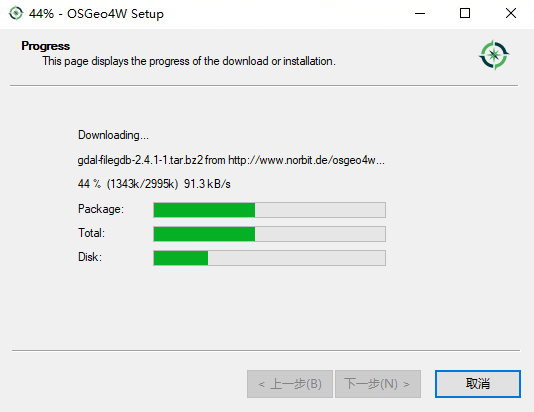 44% - OSGeo4W Setup
Progress
This page displays the progress of the download or installation.
Downloading...
gdal-filegdb-2.4.1-1.tar.bz2 from http://www.norbit.de/osgeo4w...
44 % (1343k/2995k) 91.3 kB/s
Package:
Total:
Disk:
< 上一步(B) 下一步(N) > 取消